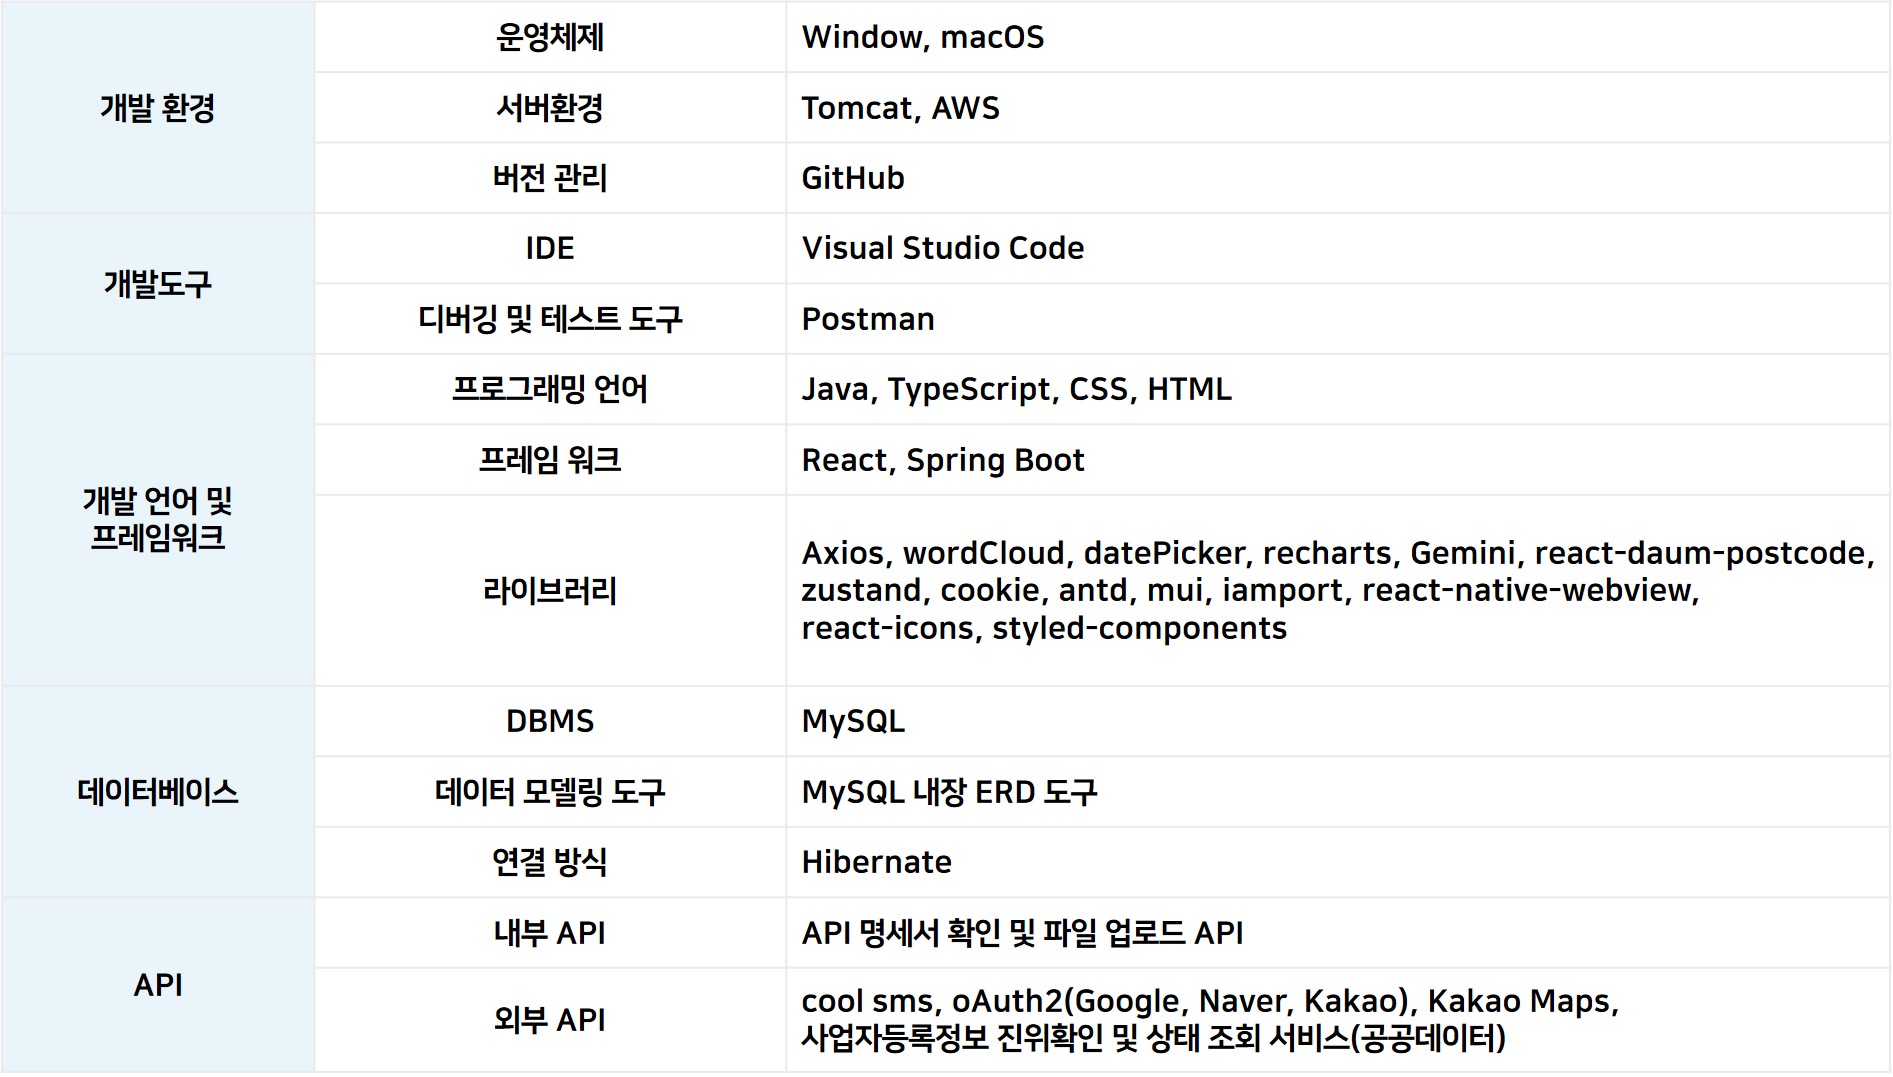 개발 환경
운영체제
Window, macOS
서버환경
Tomcat, AWS
버전 관리
GitHub
개발도구
IDE
Visual Studio Code
디버깅 및 테스트 도구
Postman
개발 언어 및
프레임워크
프로그래밍 언어
Java, TypeScript, CSS, HTML
프레임 워크
React, Spring Boot
라이브러리
Axios, wordCloud, datePicker, recharts, Gemini, react-daum-postcode,
zustand, cookie, antd, mui, iamport, react-native-webview,
react-icons, styled-components
데이터베이스
DBMS
MySQL
데이터 모델링 도구
MySQL 내장 ERD 도구
연결 방식
Hibernate
API
내부 API
API 명세서 확인 및 파일 업로드 API
외부 API
cool sms, oAuth2(Google, Naver, Kakao), Kakao Maps,
사업자등록정보 진위확인 및 상태 조회 서비스(공공데이터)